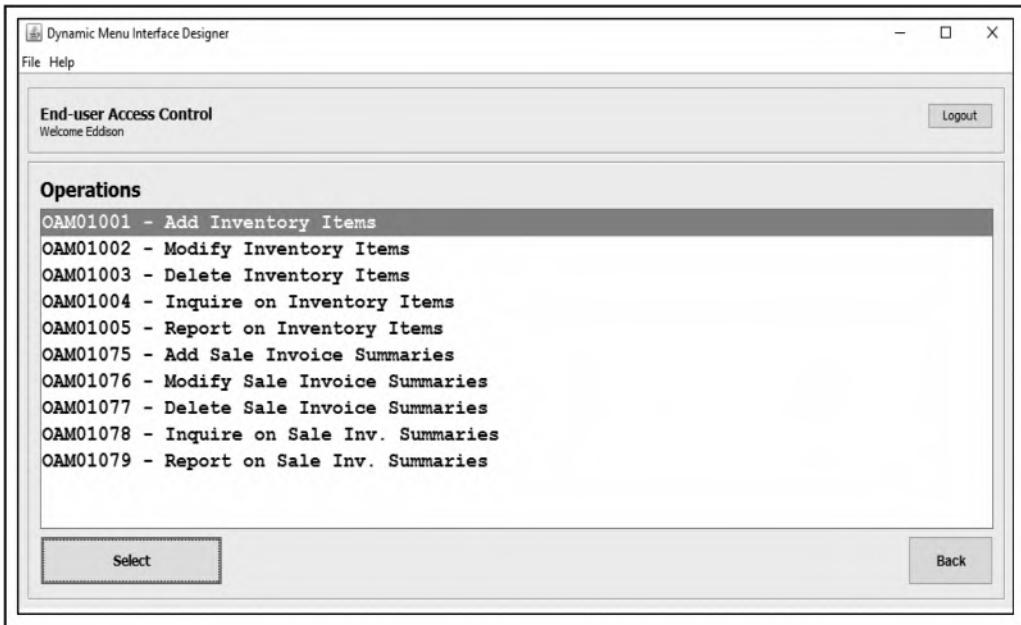 Dynamic Menu Interface Designer
File Help
End-user Access Control
Logout
Welcome Eddison
Operations
OAM01001 - Add Inventory Items
OAM01002 - Modify Inventory Items
OAM01003 - Delete Inventory Items
OAM01004 - Inquire on Inventory Items
OAM01005 - Report on Inventory Items
OAM01075 - Add Sale Invoice Summaries
OAM01076 - Modify Sale Invoice Summaries
OAM01077 - Delete Sale Invoice Summaries
OAM01078 - Inquire on Sale Inv. Summaries
OAM01079 - Report on Sale Inv. Summaries
Select
Back